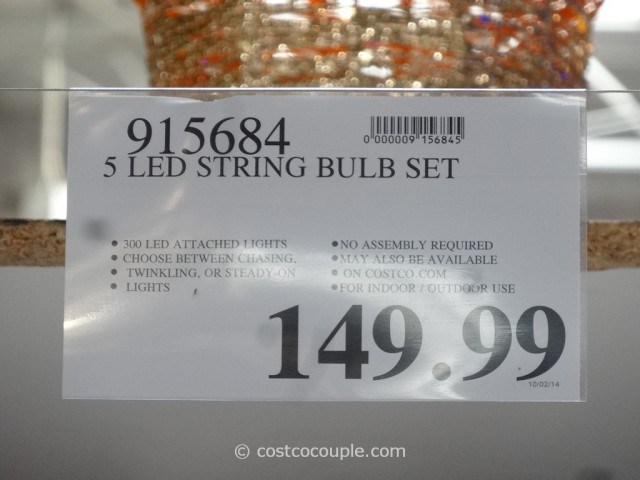 915684
0 000009 156845
5 LED STRING BULB SET
• 300 LED ATTACHED LIGHTS
• CHOOSE BETWEEN CHASING,
• TWINKLING, OR STEADY-ON
• LIGHTS
• NO ASSEMBLY REQUIRED
• MAY ALSO BE AVAILABLE
• ON COSTCO.COM
• FOR INDOOR / OUTDOOR USE
149.99
10/02/14
© costcocouple.com